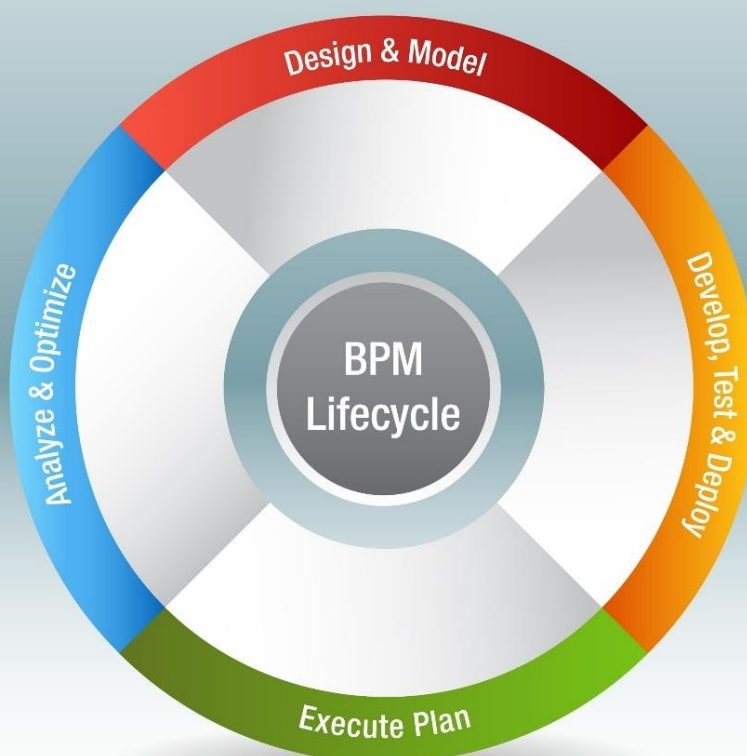 Design & Model
Develop, Test & Deploy
Execute Plan
Analyze & Optimize
BPM
Lifecycle